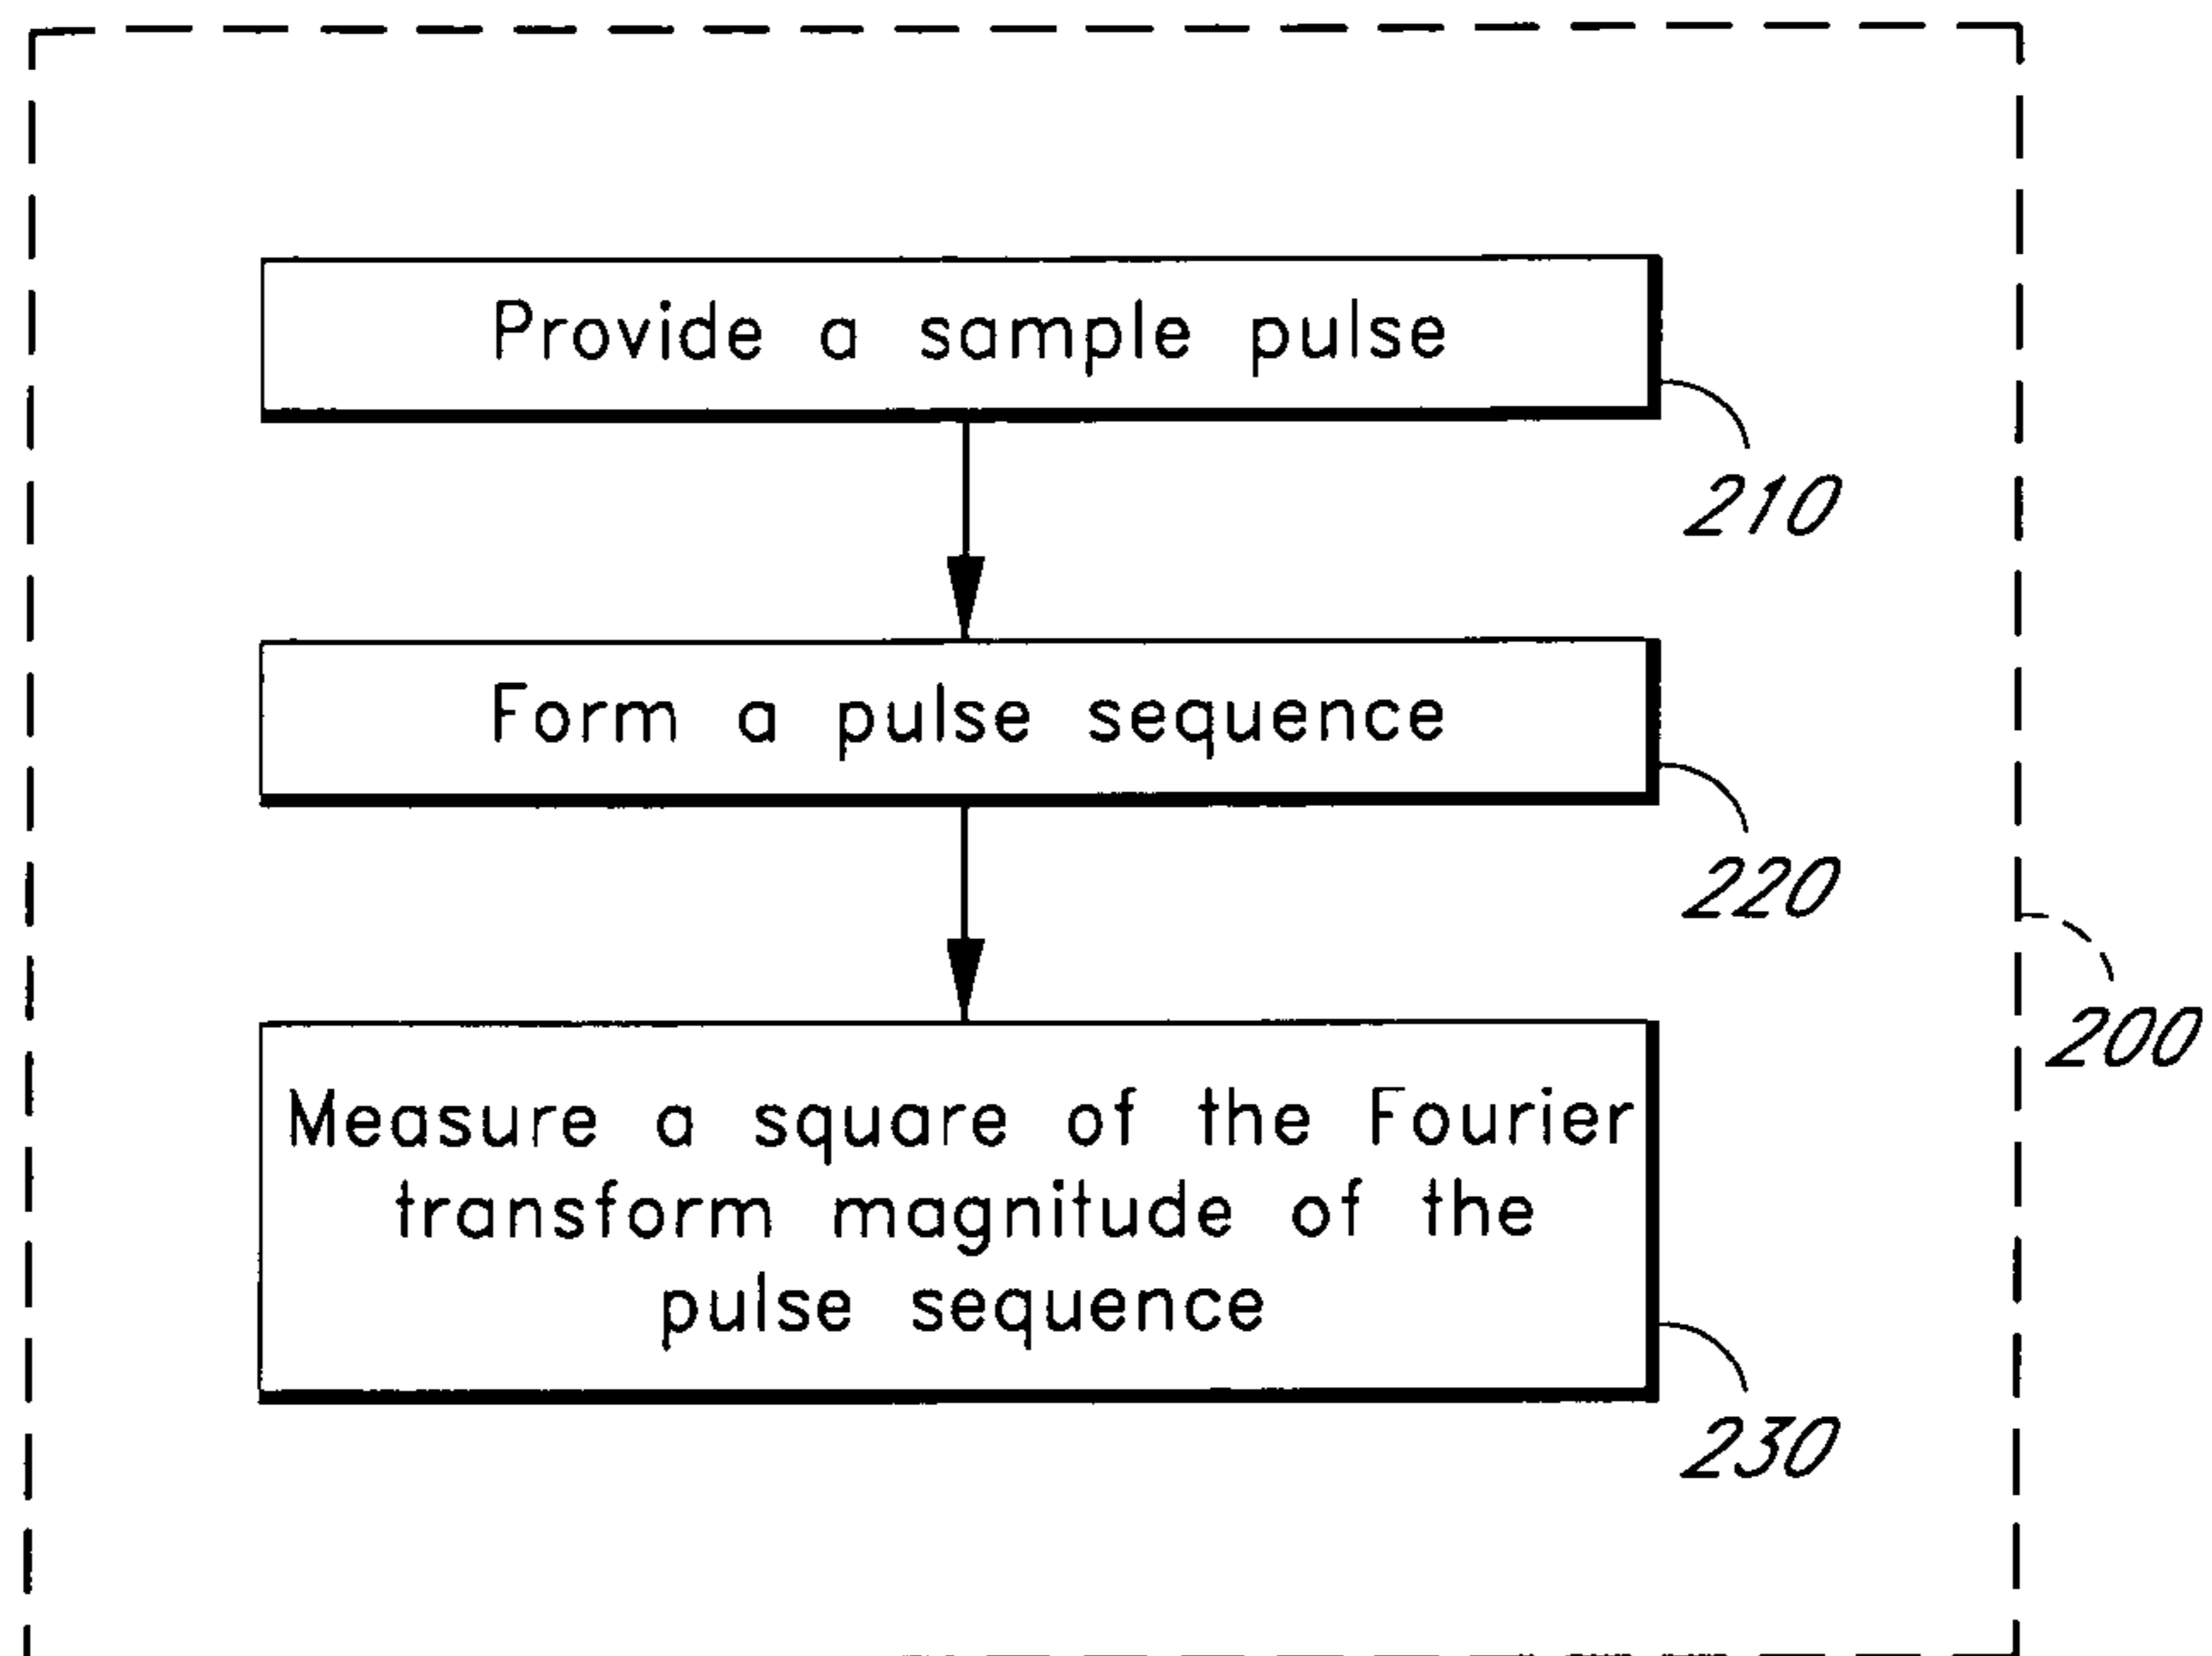 Provide a sample pulse
210
Form a pulse sequence
220
200
Measure a square of the Fourier
transform magnitude of the
pulse sequence
230